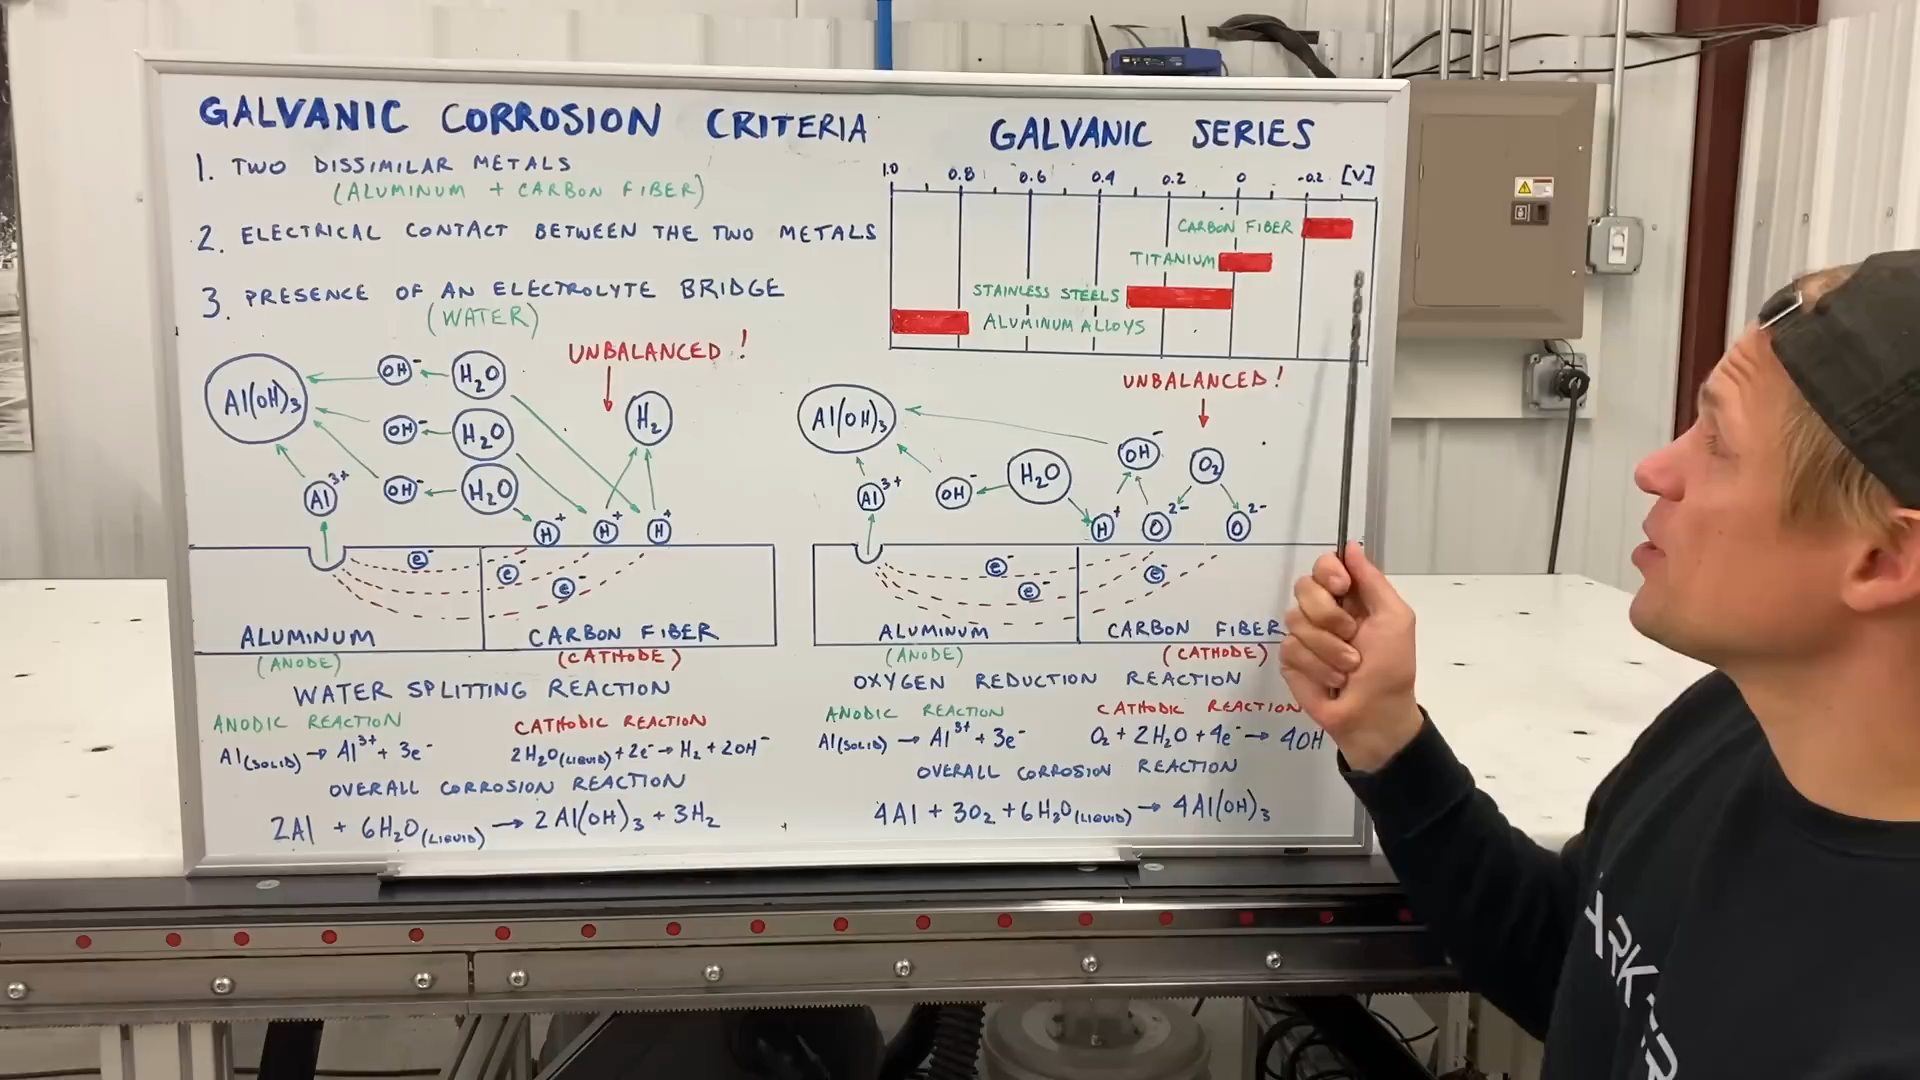 GALVANIC CORROSION CRITERIA
1. TWO DISSIMILAR METALS
(ALUMINUM + CARBON FIBER)
2. ELECTRICAL CONTACT BETWEEN THE TWO METALS
3. PRESENCE OF AN ELECTROLYTE BRIDGE
(WATER)
GALVANIC SERIES
1.0 0.8 0.6 0.4 0.2 0 -0.2 [V]
CARBON FIBER
TITANIUM
STAINLESS STEELS
ALUMINUM ALLOYS
UNBALANCED!
Al(OH)3 OH- H2O H2
OH- H2O
Al3+ OH- H2O
H+ H+ H+
e- e- e-
ALUMINUM CARBON FIBER
(ANODE) (CATHODE)
WATER SPLITTING REACTION
ANODIC REACTION CATHODIC REACTION
Al(SOLID) → Al3+ + 3e- 2H2O(LIQUID) + 2e- → H2 + 2OH-
OVERALL CORROSION REACTION
2Al + 6H2O(LIQUID) → 2Al(OH)3 + 3H2
UNBALANCED!
Al(OH)3 OH- O2
Al3+ OH- H2O
H+ O2- O2-
e- e- e-
ALUMINUM CARBON FIBER
(ANODE) (CATHODE)
OXYGEN REDUCTION REACTION
ANODIC REACTION CATHODIC REACTION
Al(SOLID) → Al3+ + 3e- O2 + 2H2O + 4e- → 4OH
OVERALL CORROSION REACTION
4Al + 3O2 + 6H2O(LIQUID) → 4Al(OH)3